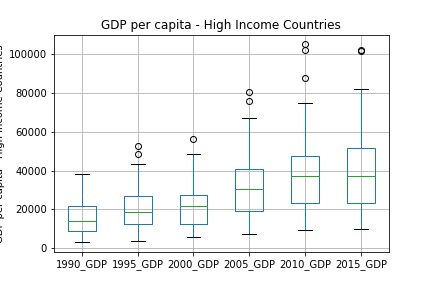 GDP per capita - High Income Countries
GDP per capita - High Income Countries
100000
80000
60000
40000
20000
0
1990_GDP 1995_GDP 2000_GDP 2005_GDP 2010_GDP 2015_GDP